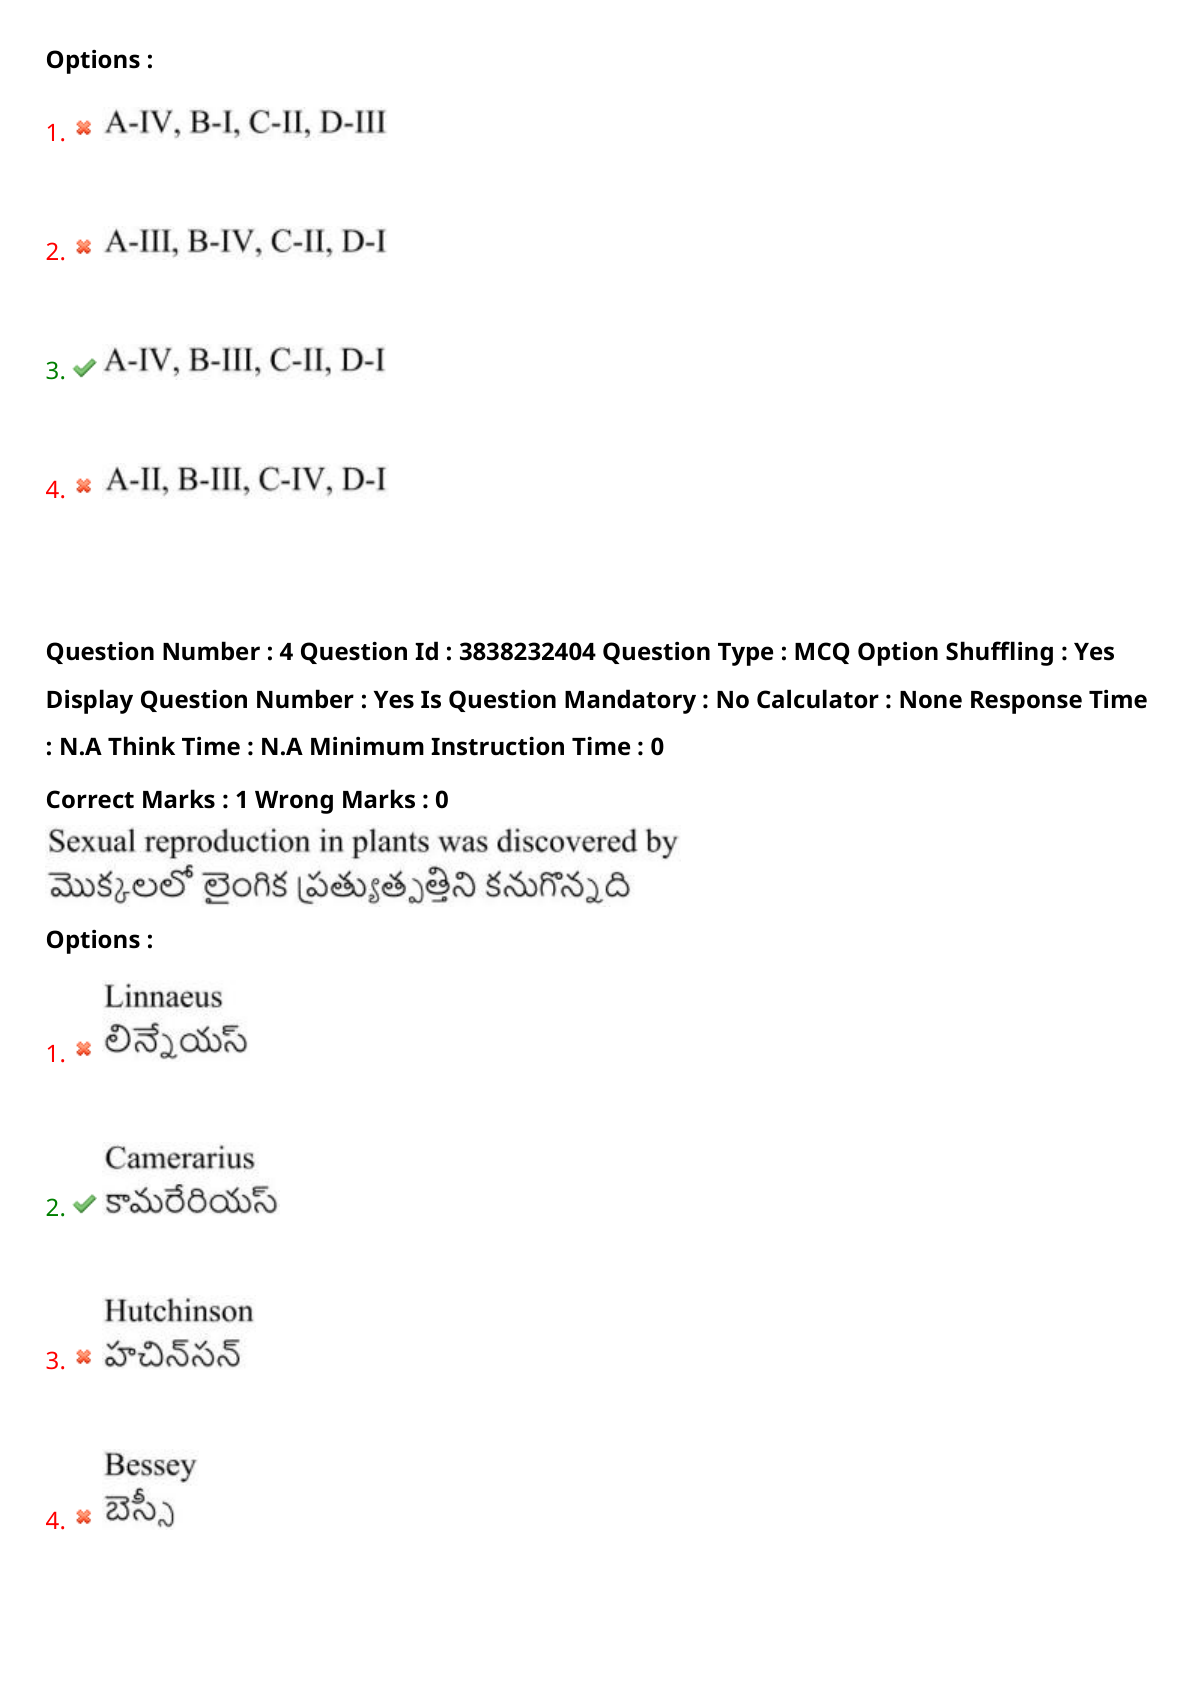 Options :
1. A-IV, B-I, C-II, D-III
2. A-III, B-IV, C-II, D-I
3. A-IV, B-III, C-II, D-I
4. A-II, B-III, C-IV, D-I
Question Number : 4 Question Id : 3838232404 Question Type : MCQ Option Shuffling : Yes
Display Question Number : Yes Is Question Mandatory : No Calculator : None Response Time
: N.A Think Time : N.A Minimum Instruction Time : 0
Correct Marks : 1 Wrong Marks : 0
Sexual reproduction in plants was discovered by
మొక్కలలో లైంగిక ప్రత్యుత్పత్తిని కనుగొన్నది
Options :
Linnaeus
1. లిన్నేయస్
Camerarius
2. కామరేరియస్
Hutchinson
3. హచిన్‌సన్
Bessey
4. బెస్సీ